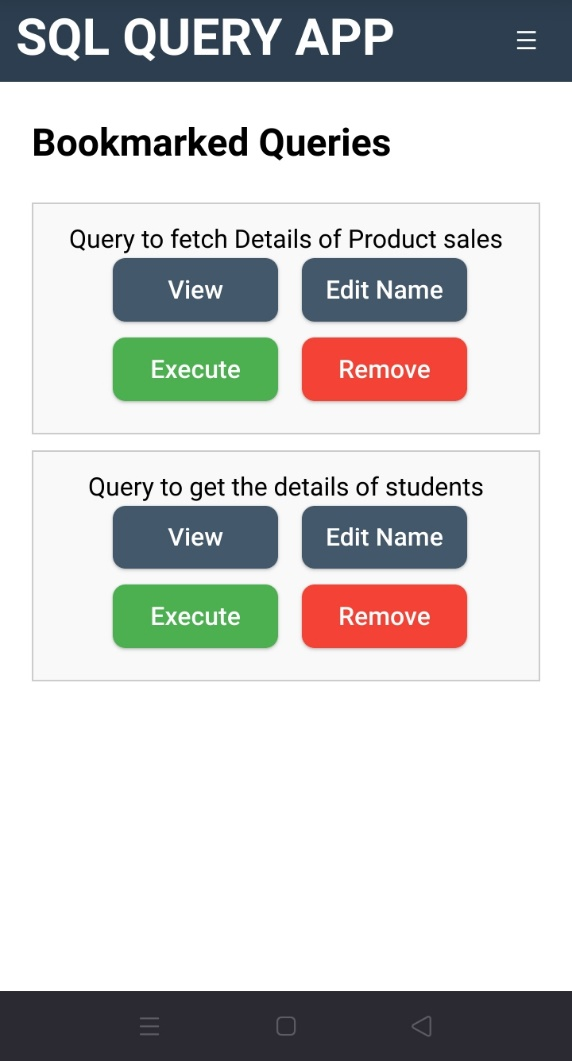 SQL QUERY APP
Bookmarked Queries
Query to fetch Details of Product sales
View Edit Name
Execute Remove
Query to get the details of students
View Edit Name
Execute Remove